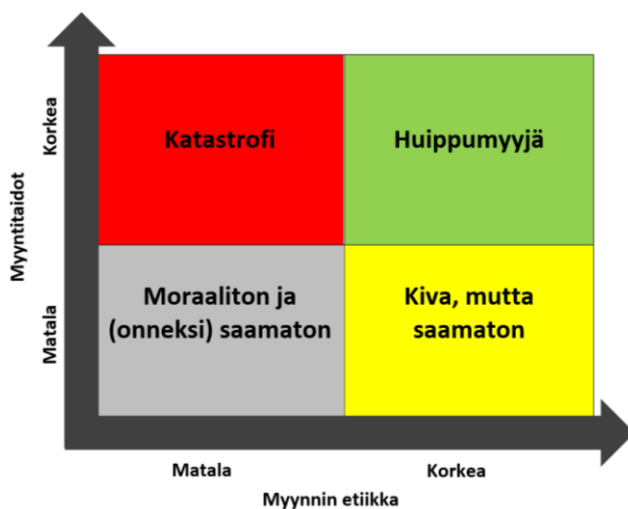 Myyntitaidot
Korkea
Katastrofi
Huippumyyjä
Matala
Moraaliton ja
(onneksi) saamaton
Kiva, mutta
saamaton
Matala
Korkea
Myynnin etiikka